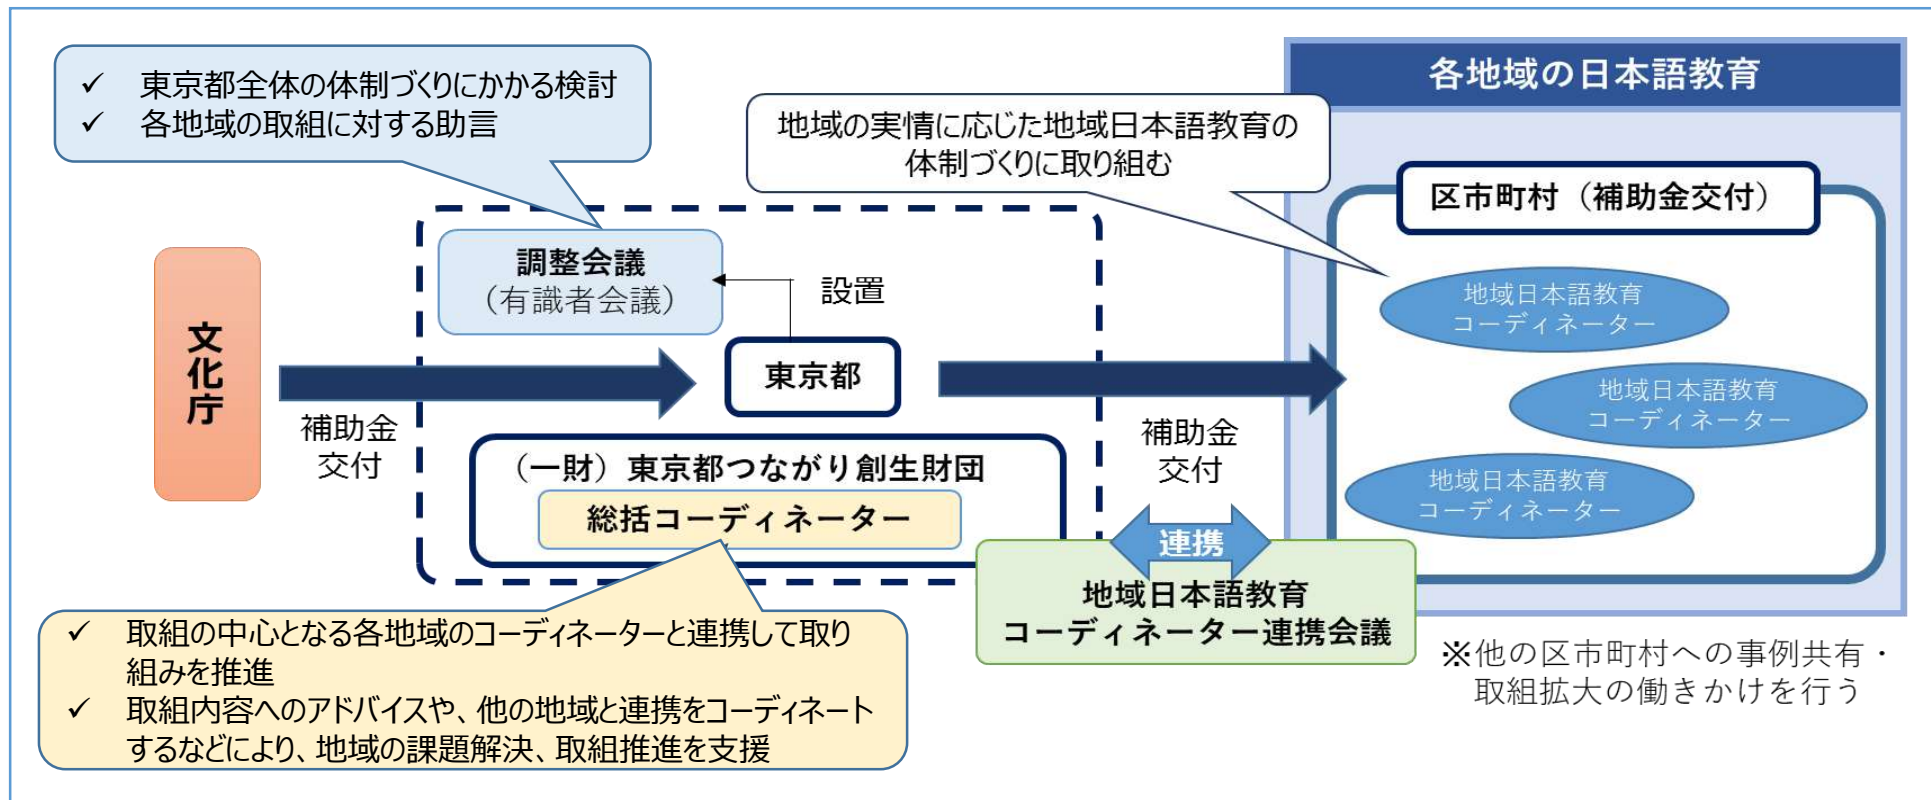 ✓ 東京都全体の体制づくりにかかる検討
✓ 各地域の取組に対する助言
各地域の日本語教育
地域の実情に応じた地域日本語教育の
体制づくりに取り組む
区市町村（補助金交付）
調整会議
（有識者会議）
設置
地域日本語教育
コーディネーター
文化庁
東京都
地域日本語教育
コーディネーター
補助金
交付
補助金
交付
（一財）東京都つながり創生財団
総括コーディネーター
地域日本語教育
コーディネーター
連携
地域日本語教育
コーディネーター連携会議
✓ 取組の中心となる各地域のコーディネーターと連携して取り
組みを推進
✓ 取組内容へのアドバイスや、他の地域と連携をコーディネート
するなどにより、地域の課題解決、取組推進を支援
※他の区市町村への事例共有・
取組拡大の働きかけを行う